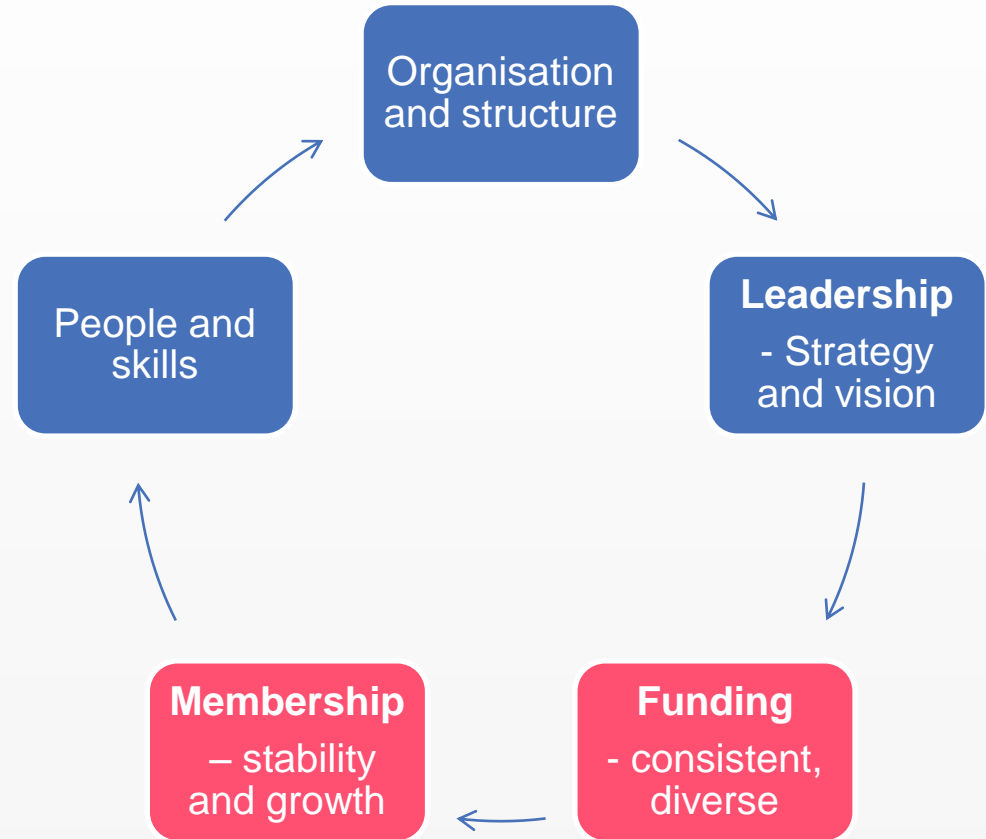 Organisation
and structure
Leadership
- Strategy
and vision
Funding
- consistent,
diverse
Membership
– stability
and growth
People and
skills